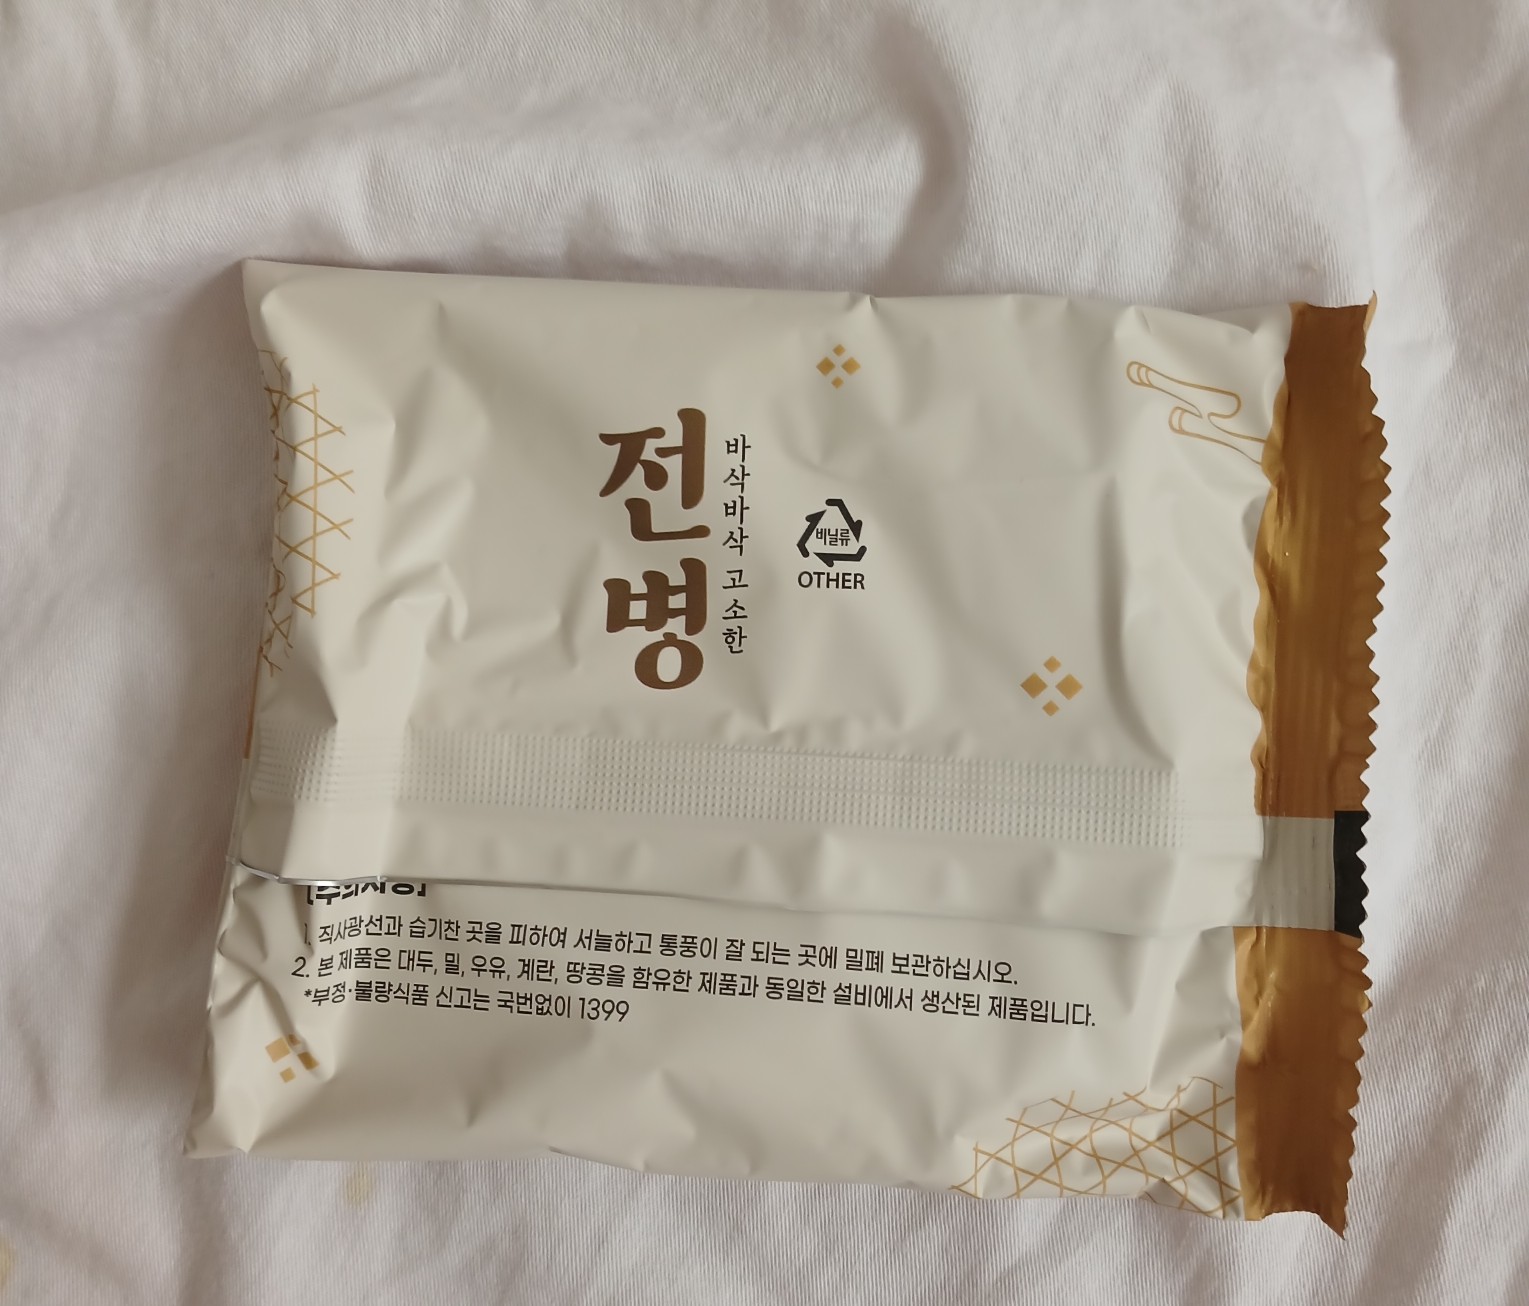 전병
바삭바삭 고소한
비닐류
OTHER
[주의사항]
1. 직사광선과 습기찬 곳을 피하여 서늘하고 통풍이 잘 되는 곳에 밀폐 보관하십시오.
2. 본 제품은 대두, 밀, 우유, 계란, 땅콩을 함유한 제품과 동일한 설비에서 생산된 제품입니다.
*부정·불량식품 신고는 국번없이 1399